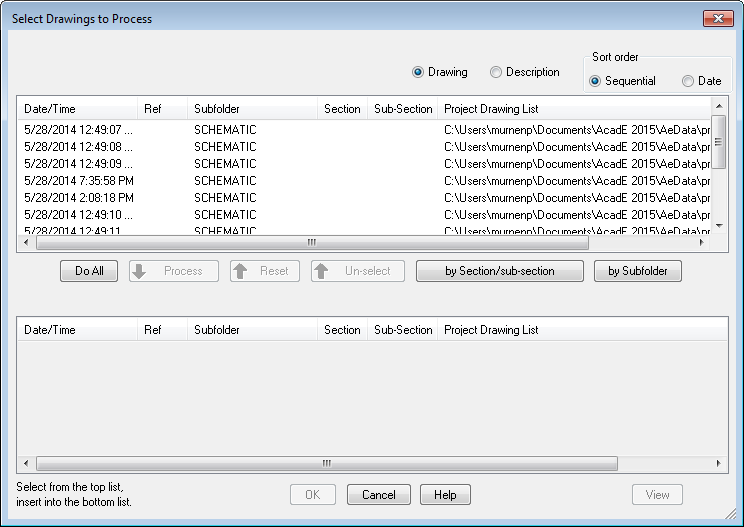 Select Drawings to Process
Sort order
Drawing Description Sequential Date
Date/Time Ref Subfolder Section Sub-Section Project Drawing List
5/28/2014 12:49:07 ... SCHEMATIC C:\Users\murnenp\Documents\AcadE 2015\AeData\pr
5/28/2014 12:49:08 ... SCHEMATIC C:\Users\murnenp\Documents\AcadE 2015\AeData\pr
5/28/2014 12:49:09 ... SCHEMATIC C:\Users\murnenp\Documents\AcadE 2015\AeData\pr
5/28/2014 7:35:58 PM SCHEMATIC C:\Users\murnenp\Documents\AcadE 2015\AeData\pr
5/28/2014 2:08:18 PM SCHEMATIC C:\Users\murnenp\Documents\AcadE 2015\AeData\pr
5/28/2014 12:49:10 ... SCHEMATIC C:\Users\murnenp\Documents\AcadE 2015\AeData\pr
5/28/2014 12:49:11 SCHEMATIC C:\Users\murnenp\Documents\AcadE 2015\AeData\pr
Do All Process Reset Un-select by Section/sub-section by Subfolder
Date/Time Ref Subfolder Section Sub-Section Project Drawing List
Select from the top list,
insert into the bottom list.
OK Cancel Help View